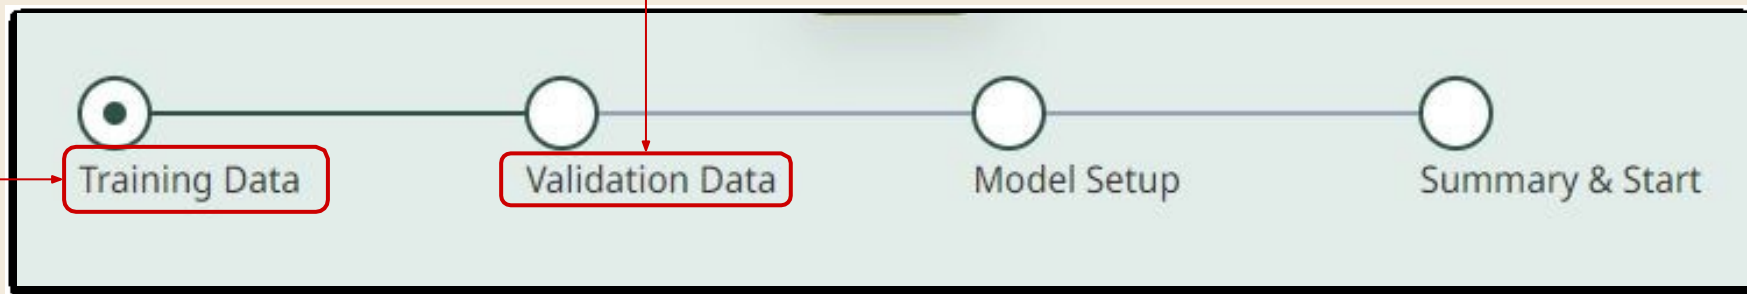 Training Data
Validation Data
Model Setup
Summary & Start